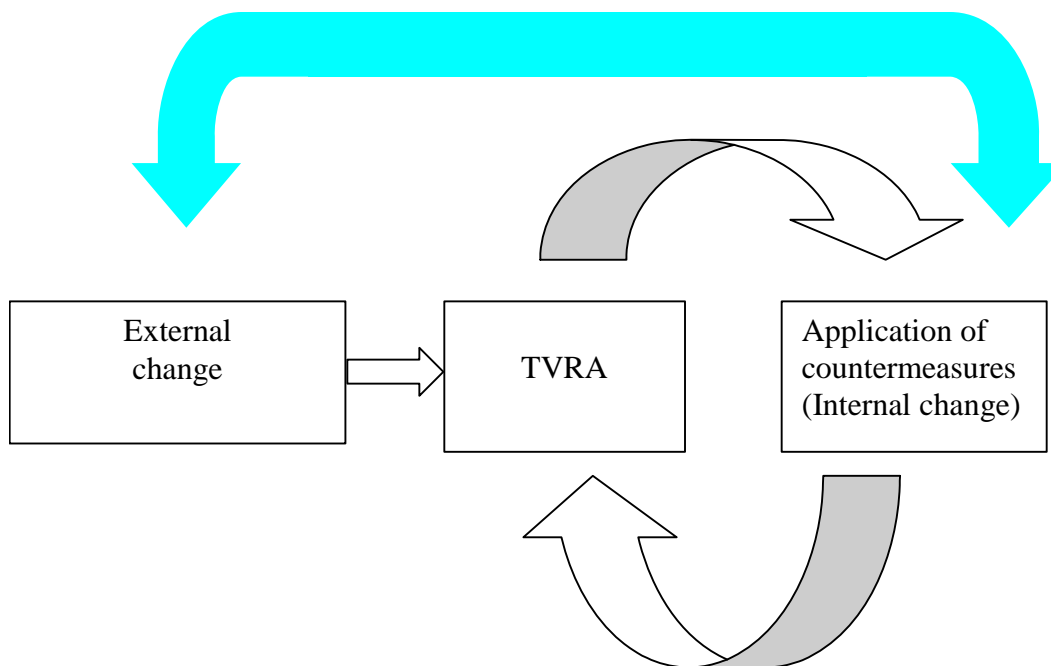 External
change
TVRA
Application of
countermeasures
(Internal change)